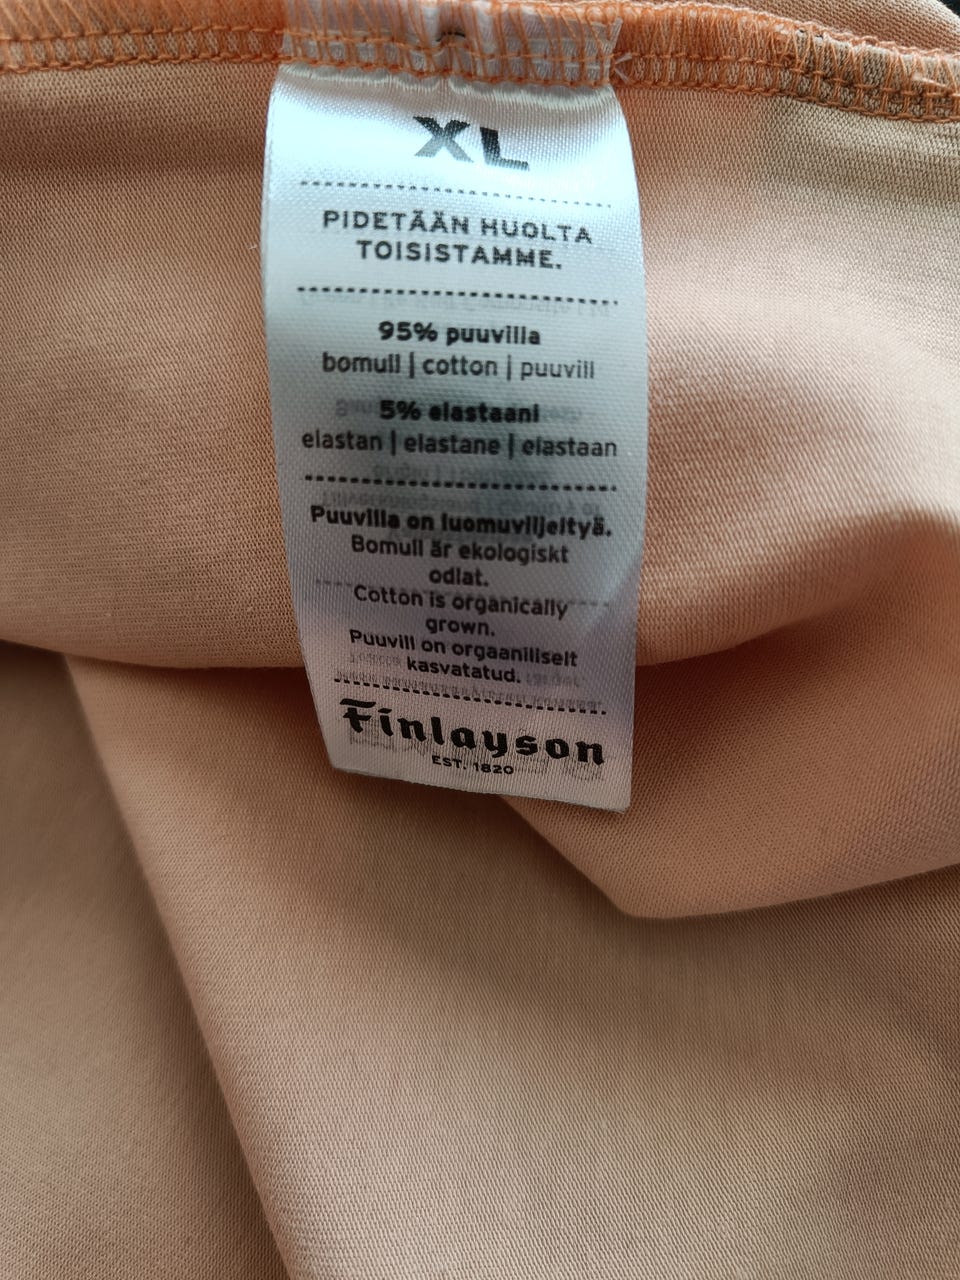 XL
PIDETÄÄN HUOLTA
TOISISTAMME.
95% puuvilla
bomull | cotton | puuvill
5% elastaani
elastan | elastane | elastaan
Puuvilla on luomuviljeltyä.
Bomull är ekologiskt
odlat.
Cotton is organically
grown.
Puuvill on orgaaniliselt
kasvatatud.
Finlayson
EST. 1820